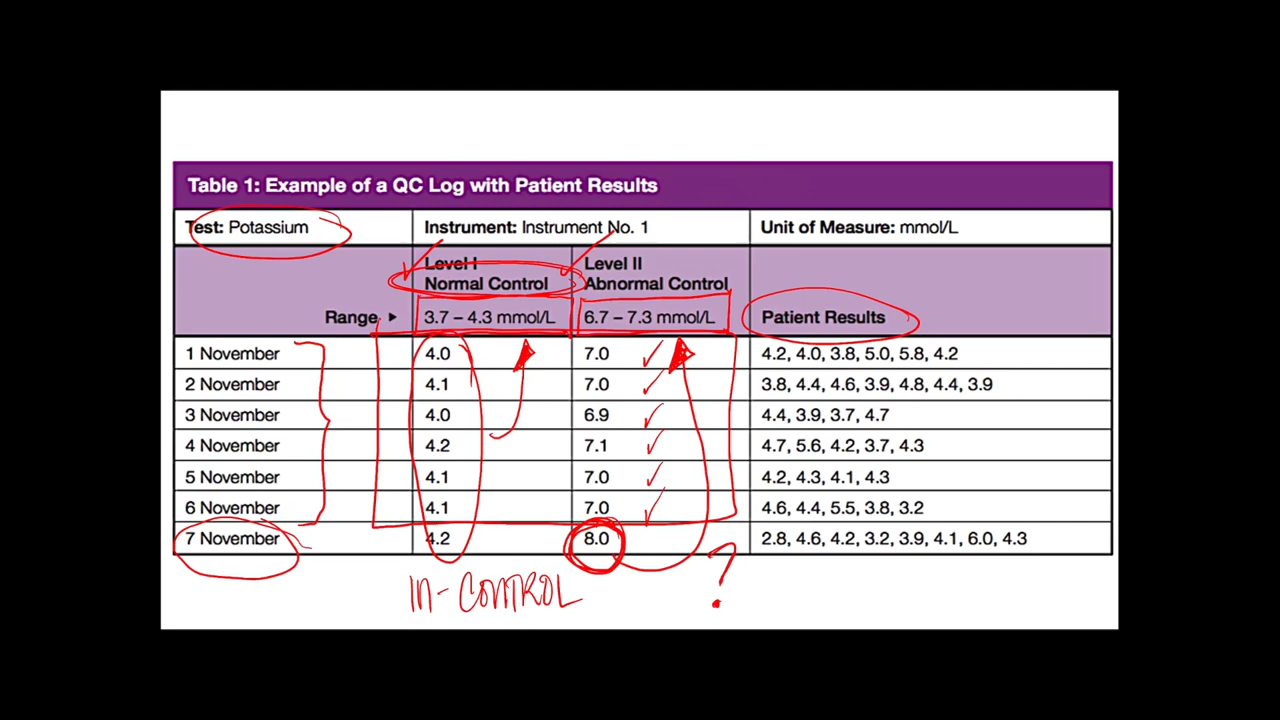 Table 1: Example of a QC Log with Patient Results
Test: Potassium Instrument: Instrument No. 1 Unit of Measure: mmol/L
Level I Level II
Normal Control Abnormal Control
Range ▸ 3.7 – 4.3 mmol/L 6.7 – 7.3 mmol/L Patient Results
1 November 4.0 7.0 4.2, 4.0, 3.8, 5.0, 5.8, 4.2
2 November 4.1 7.0 3.8, 4.4, 4.6, 3.9, 4.8, 4.4, 3.9
3 November 4.0 6.9 4.4, 3.9, 3.7, 4.7
4 November 4.2 7.1 4.7, 5.6, 4.2, 3.7, 4.3
5 November 4.1 7.0 4.2, 4.3, 4.1, 4.3
6 November 4.1 7.0 4.6, 4.4, 5.5, 3.8, 3.2
7 November 4.2 8.0 2.8, 4.6, 4.2, 3.2, 3.9, 4.1, 6.0, 4.3
IN-CONTROL ?